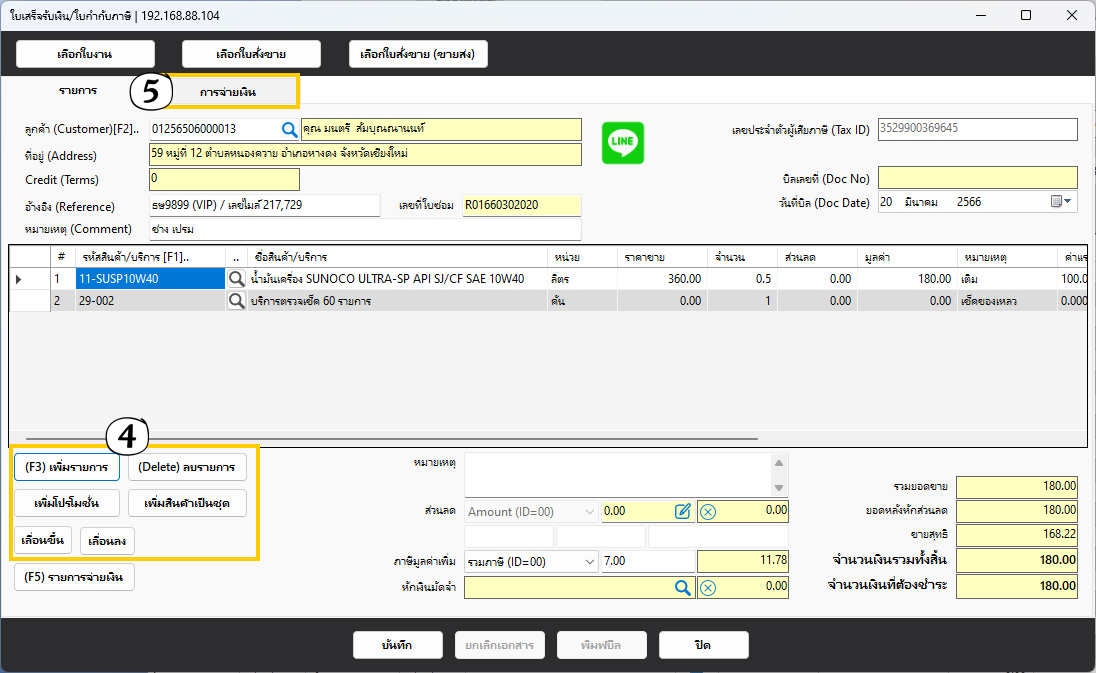 ใบเสร็จรับเงิน/ใบกำกับภาษี | 192.168.88.104
เลือกใบงาน เลือกใบสั่งขาย เลือกใบสั่งขาย (ขายส่ง)
รายการ 5 การจ่ายเงิน
ลูกค้า (Customer)[F2].. 01256506000013 คุณ มนตรี สัมบุณณานนท์ LINE เลขประจำตัวผู้เสียภาษี (Tax ID) 3529900369645
ที่อยู่ (Address) 59 หมู่ที่ 12 ตำบลหนองควาย อำเภอหางดง จังหวัดเชียงใหม่
Credit (Terms) 0 บิลเลขที่ (Doc No)
อ้างอิง (Reference) ธษ9899 (VIP) / เลขไมล์ 217,729 เลขที่ใบซ่อม R01660302020 วันที่บิล (Doc Date) 20 มีนาคม 2566
หมายเหตุ (Comment) ช่าง เปรม
# รหัสสินค้า/บริการ [F1].. .. ชื่อสินค้า/บริการ หน่วย ราคาขาย จำนวน ส่วนลด มูลค่า หมายเหตุ ค่าแร
1 11-SUSP10W40 น้ำมันเครื่อง SUNOCO ULTRA-SP API SJ/CF SAE 10W40 ลิตร 360.00 0.5 0.00 180.00 เติม 100.0
2 29-002 บริการตรวจเช็ค 60 รายการ คัน 0.00 1 0.00 0.00 เช็คของเหลว 0.000
4
(F3) เพิ่มรายการ (Delete) ลบรายการ หมายเหตุ
รวมยอดขาย 180.00
เพิ่มโปรโมชั่น เพิ่มสินค้าเป็นชุด ส่วนลด Amount (ID=00) 0.00 0.00 ยอดหลังหักส่วนลด 180.00
เลื่อนขึ้น เลื่อนลง ขายสุทธิ 168.22
ภาษีมูลค่าเพิ่ม รวมภาษี (ID=00) 7.00 11.78 จำนวนเงินรวมทั้งสิ้น 180.00
(F5) รายการจ่ายเงิน หักเงินมัดจำ 0.00 จำนวนเงินที่ต้องชำระ 180.00
บันทึก ยกเลิกเอกสาร พิมพ์บิล ปิด